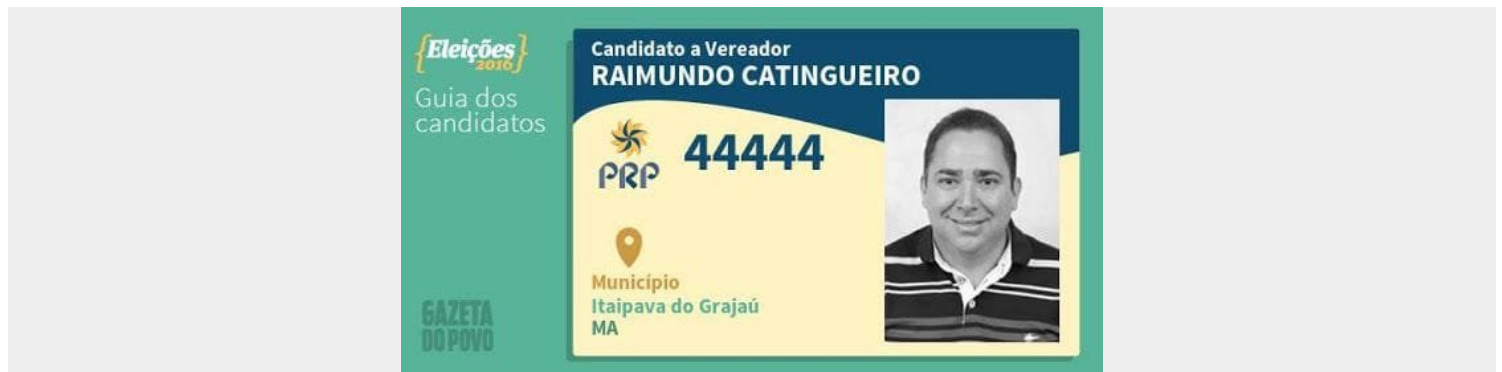 {Eleições}
2016
Guia dos
candidatos
GAZETA
DO POVO
Candidato a Vereador
RAIMUNDO CATINGUEIRO
PRP
44444
Município
Itaipava do Grajaú
MA